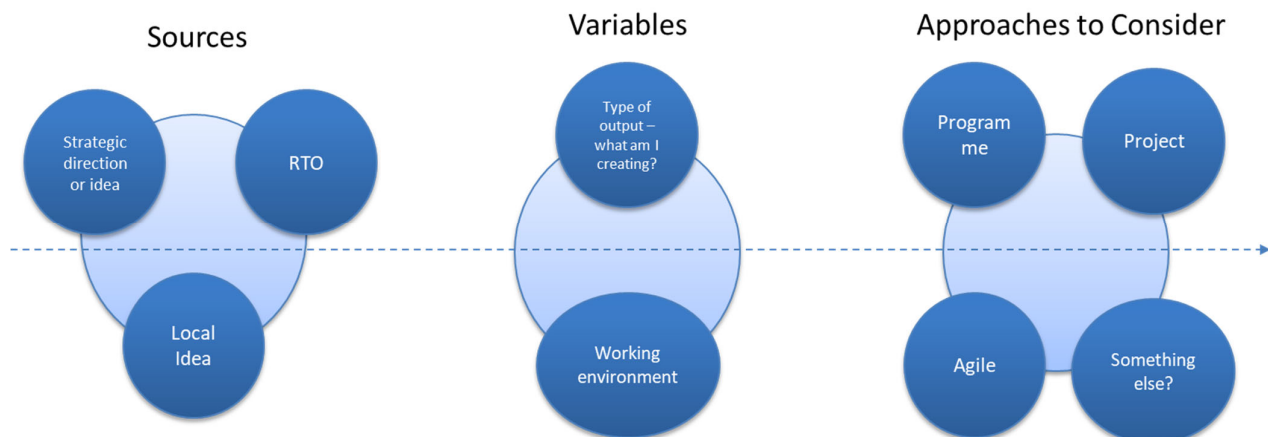 Sources
Strategic
direction
or idea
RTO
Local
Idea
Variables
Type of
output –
what am I
creating?
Working
environment
Approaches to Consider
Program
me
Project
Agile
Something
else?